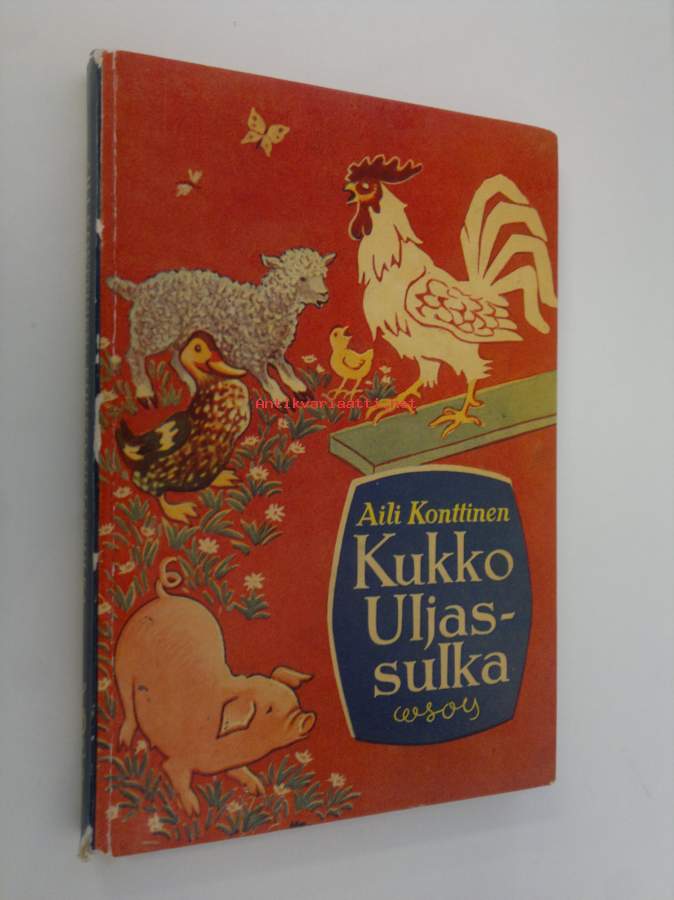 Antikvariaatti.net
Aili Konttinen
Kukko
Uljas-
sulka
wsoy